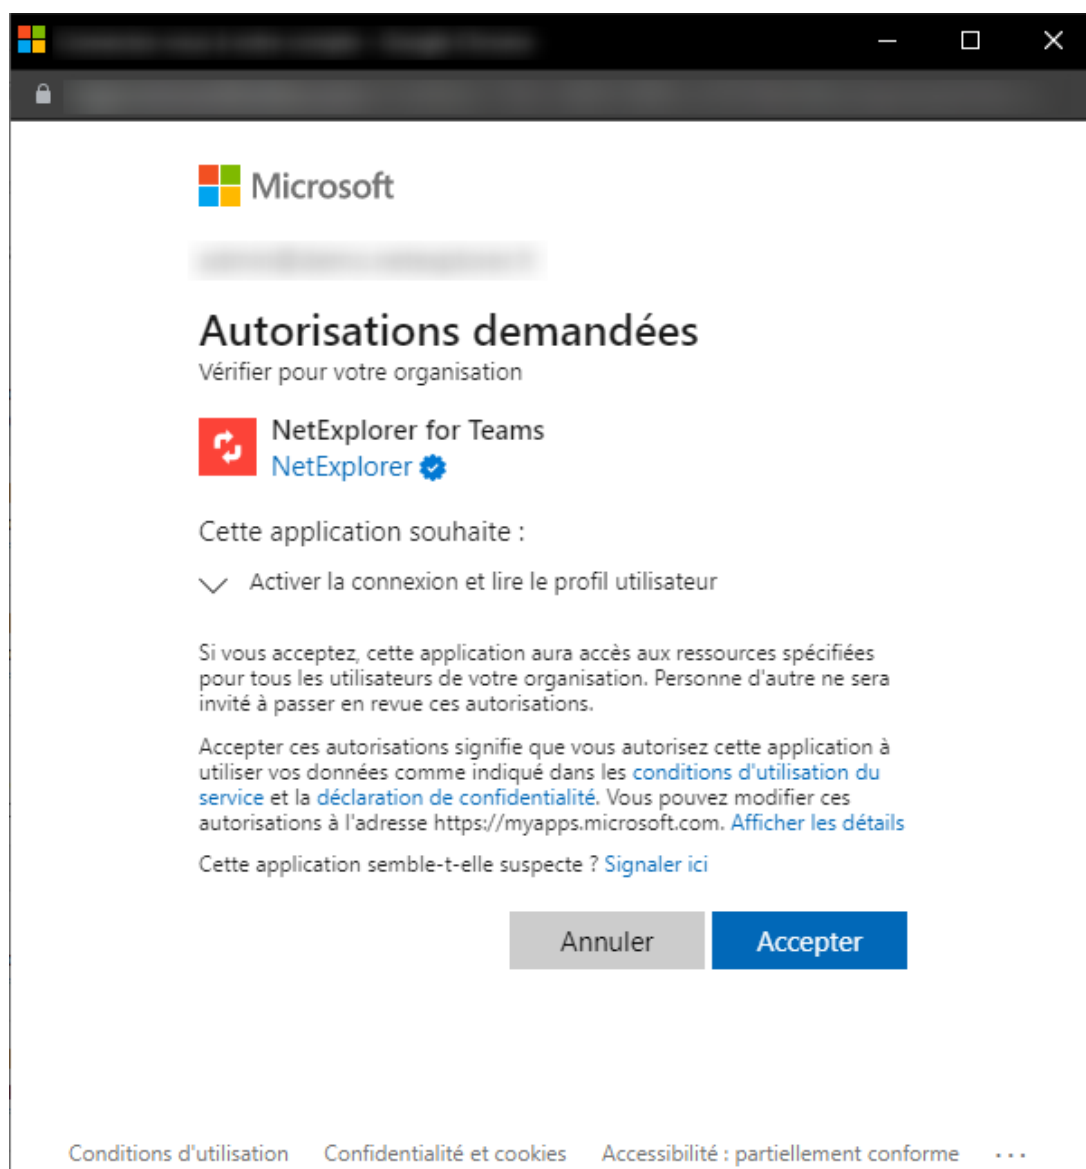 Microsoft
Autorisations demandées
Vérifier pour votre organisation
NetExplorer for Teams
NetExplorer
Cette application souhaite :
Activer la connexion et lire le profil utilisateur
Si vous acceptez, cette application aura accès aux ressources spécifiées
pour tous les utilisateurs de votre organisation. Personne d'autre ne sera
invité à passer en revue ces autorisations.
Accepter ces autorisations signifie que vous autorisez cette application à
utiliser vos données comme indiqué dans les conditions d'utilisation du
service et la déclaration de confidentialité. Vous pouvez modifier ces
autorisations à l'adresse https://myapps.microsoft.com. Afficher les détails
Cette application semble-t-elle suspecte ? Signaler ici
Annuler Accepter
Conditions d'utilisation Confidentialité et cookies Accessibilité : partiellement conforme ...